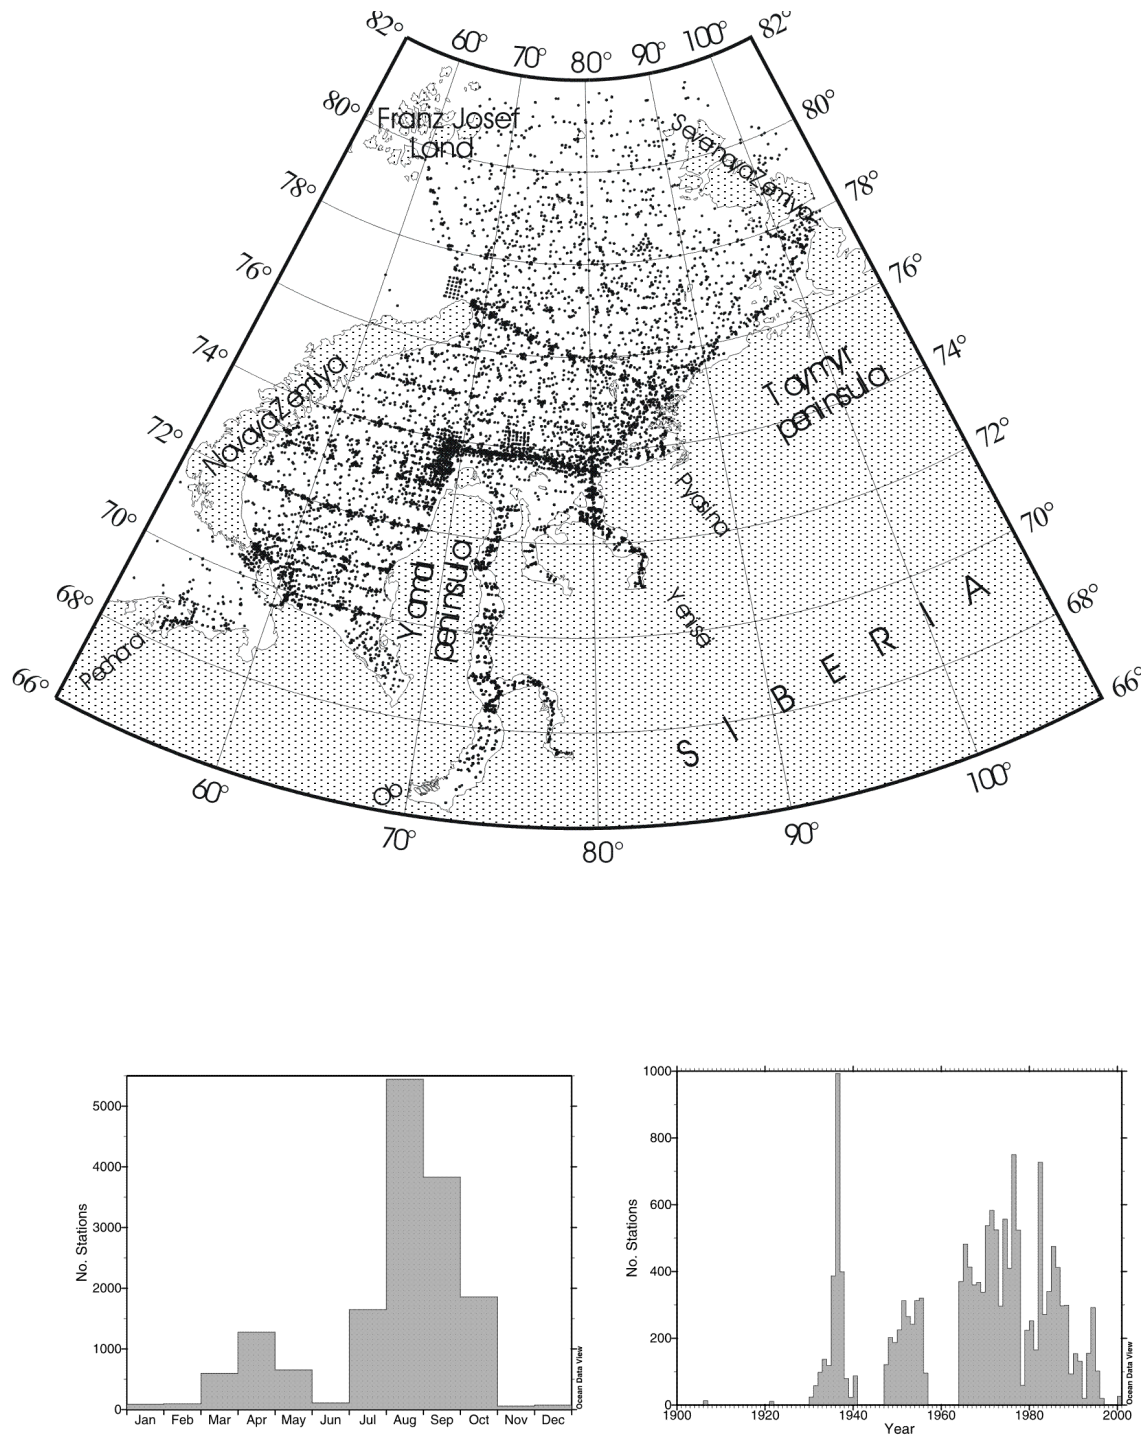 82° 60° 70° 80° 90° 100° 82°
80° Franz Josef Land Severnaya Zemlya 80°
78° 78°
76° 76°
74° Novaya Zemlya Taymyr peninsula 74°
72° 72°
Pyasina
70° Yamal peninsula 70°
68° Pechora Yenisei 68°
66° 66°
S I B E R I A
Ob
60° 70° 80° 90° 100°
No. Stations
5000
4000
3000
2000
1000
0
Jan Feb Mar Apr May Jun Jul Aug Sep Oct Nov Dec
Ocean Data View
No. Stations
1000
800
600
400
200
0
1900 1920 1940 1960 1980 2000
Year
Ocean Data View